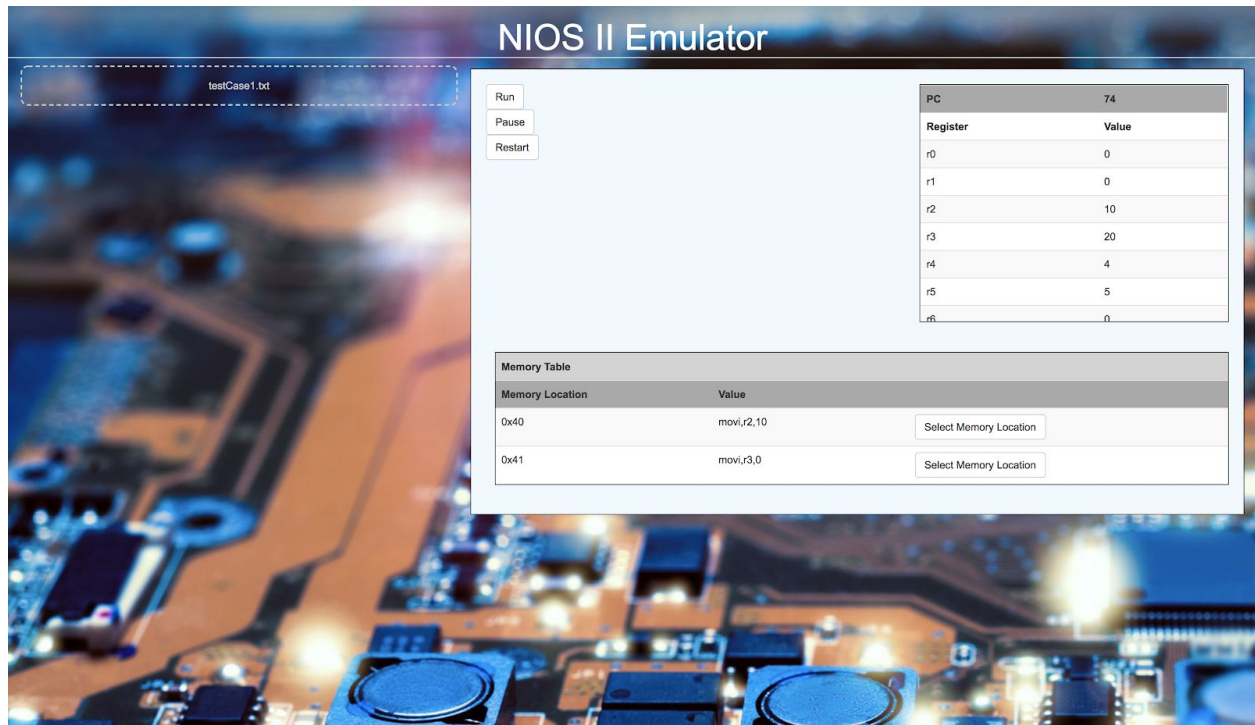 NIOS II Emulator
testCase1.txt
Run
Pause
Restart
PC 74
Register Value
r0 0
r1 0
r2 10
r3 20
r4 4
r5 5
r6 0
Memory Table
Memory Location Value
0x40 movi,r2,10 Select Memory Location
0x41 movi,r3,0 Select Memory Location